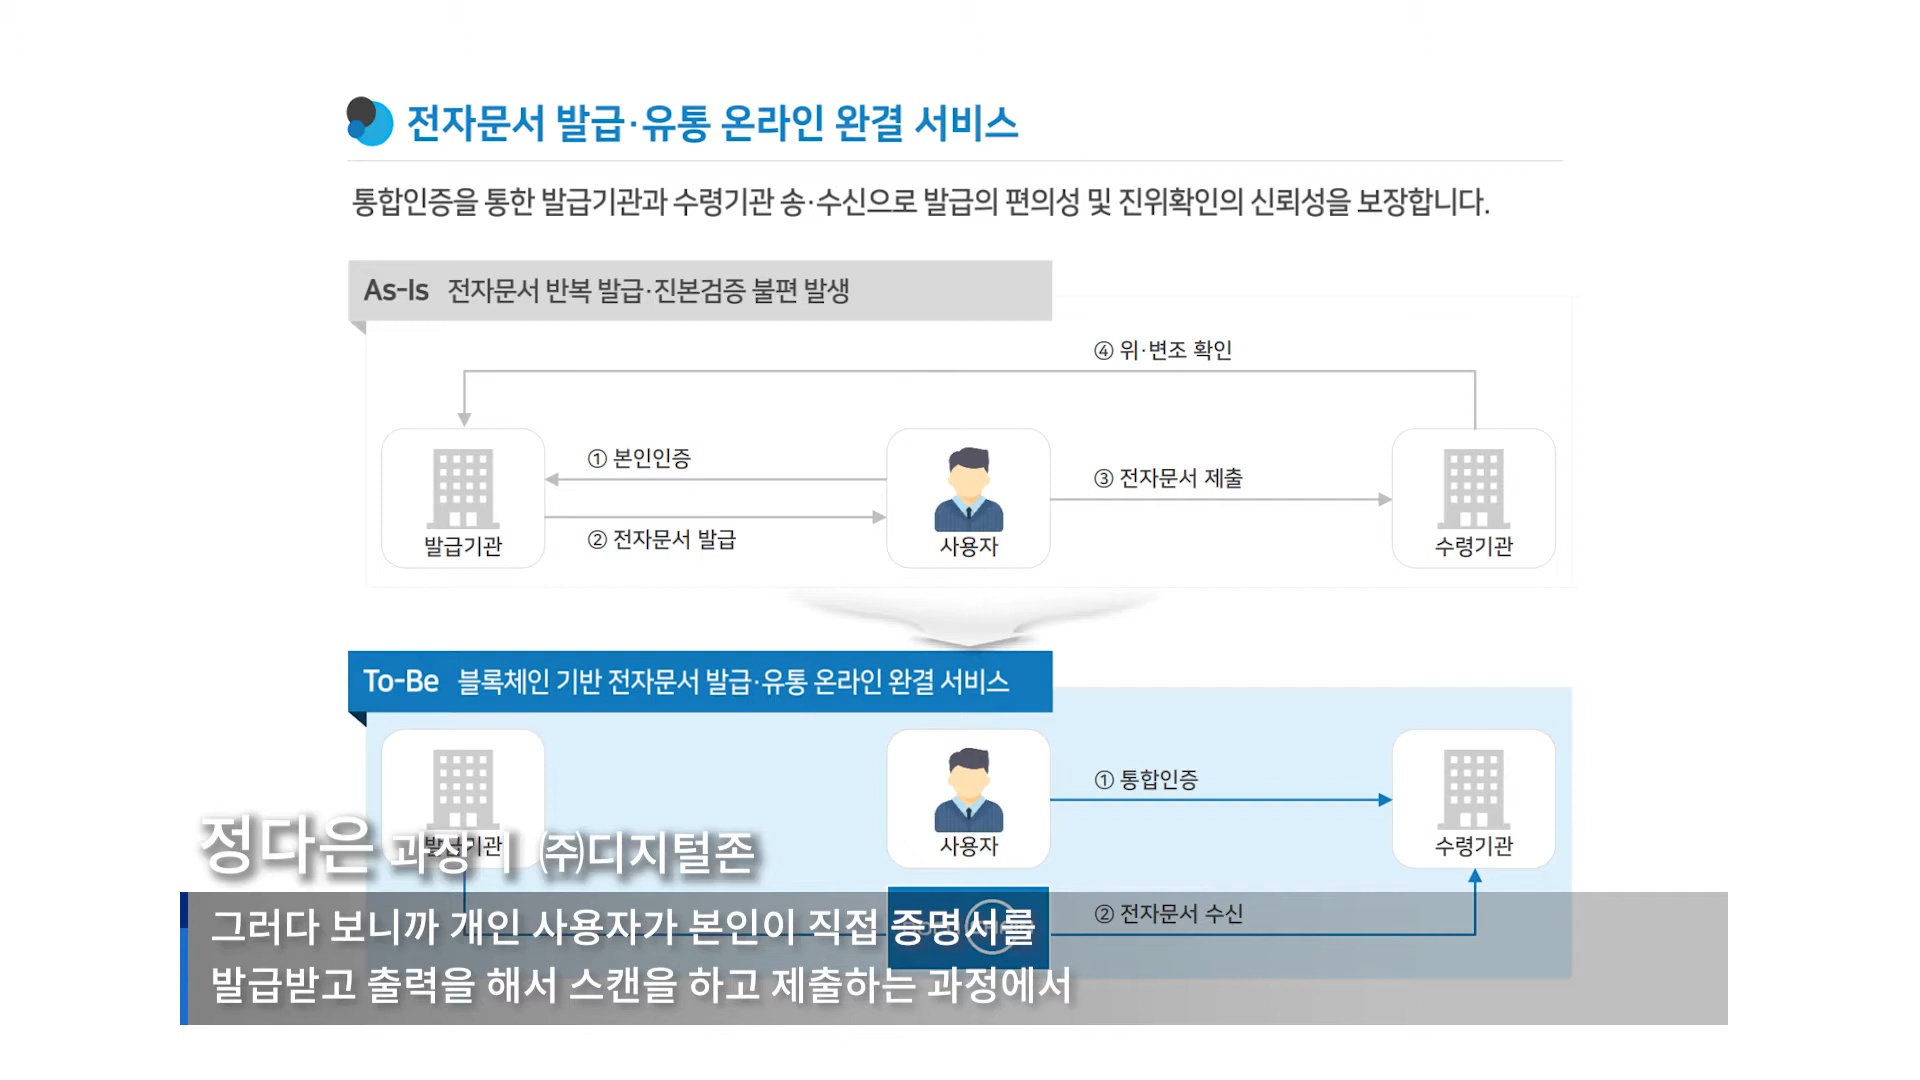 전자문서 발급·유통 온라인 완결 서비스
통합인증을 통한 발급기관과 수령기관 송·수신으로 발급의 편의성 및 진위확인의 신뢰성을 보장합니다.
As-Is 전자문서 반복 발급·진본검증 불편 발생
④ 위·변조 확인
① 본인인증
② 전자문서 발급
③ 전자문서 제출
발급기관
사용자
수령기관
To-Be 블록체인 기반 전자문서 발급·유통 온라인 완결 서비스
① 통합인증
발급기관
사용자
수령기관
② 전자문서 수신
정다은 과장 | ㈜디지털존
그러다 보니까 개인 사용자가 본인이 직접 증명서를
발급받고 출력을 해서 스캔을 하고 제출하는 과정에서